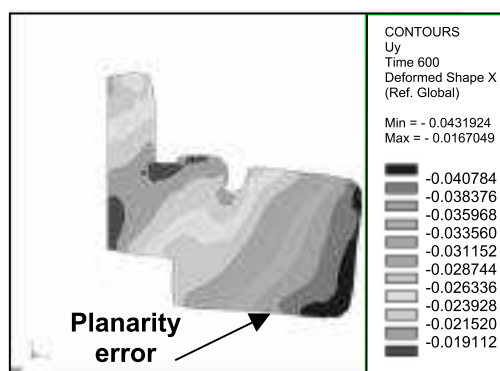 CONTOURS
Uy
Time 600
Deformed Shape X
(Ref. Global)
Min = - 0.0431924
Max = - 0.0167049
-0.040784
-0.038376
-0.035968
-0.033560
-0.031152
-0.028744
-0.026336
-0.023928
-0.021520
-0.019112
Planarity
error